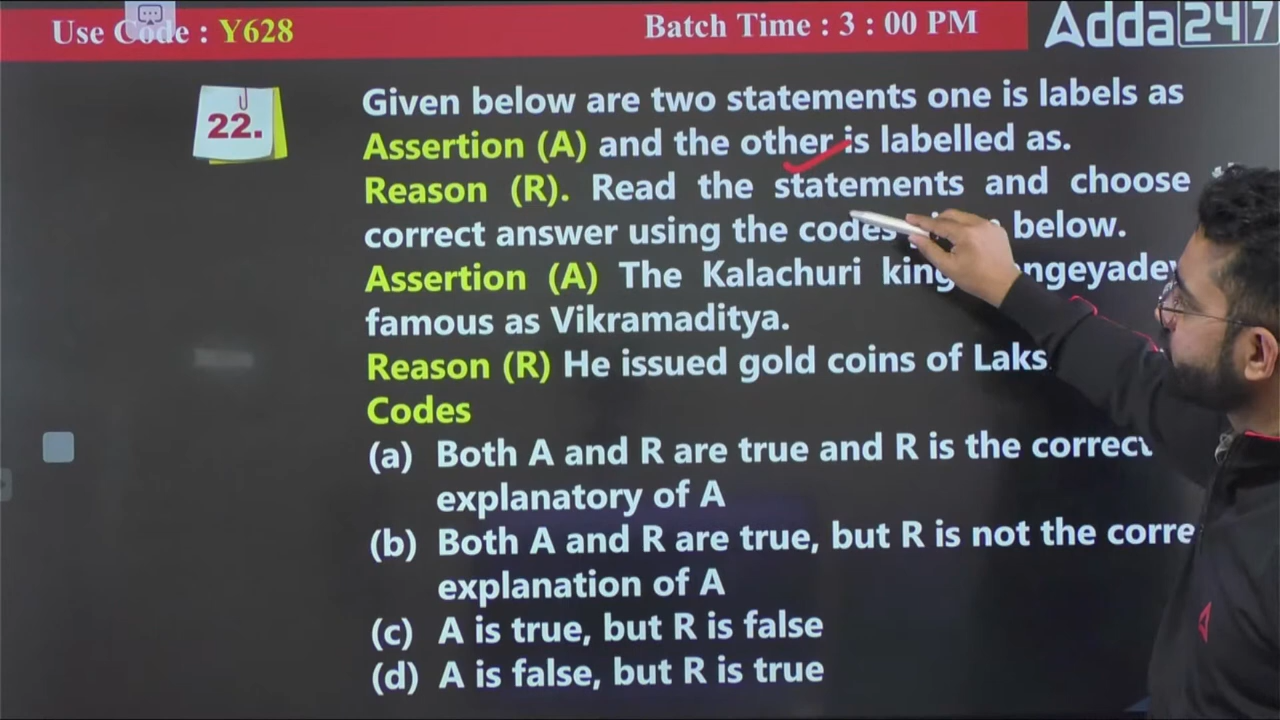 Use Code : Y628
Batch Time : 3 : 00 PM
Adda247
22.
Given below are two statements one is labels as
Assertion (A) and the other is labelled as.
Reason (R). Read the statements and choose
correct answer using the codes below.
Assertion (A) The Kalachuri king
famous as Vikramaditya.
Reason (R) He issued gold coins of
Codes
(a) Both A and R are true and R is the correct
explanatory of A
(b) Both A and R are true, but R is not the
explanation of A
(c) A is true, but R is false
(d) A is false, but R is true